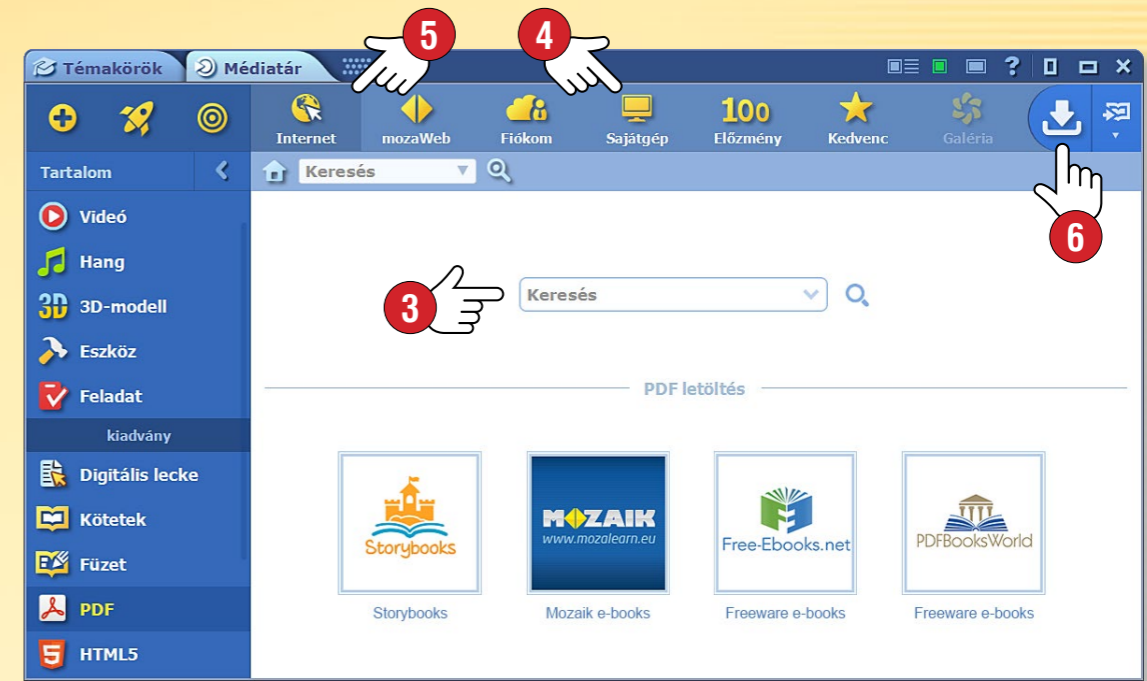 5
4
Témakörök
Médiatár
?
Internet
mozaWeb
Fiókom
Sajátgép
100
Előzmény
Kedvenc
Galéria
Tartalom
Keresés
6
Videó
Hang
3D
3D-modell
Eszköz
Feladat
kiadvány
Digitális lecke
Kötetek
Füzet
PDF
5
HTML5
3
Keresés
PDF letöltés
Storybooks
MOZAIK
www.mozalearn.eu
Free-Ebooks.net
PDFBooksWorld
Storybooks
Mozaik e-books
Freeware e-books
Freeware e-books